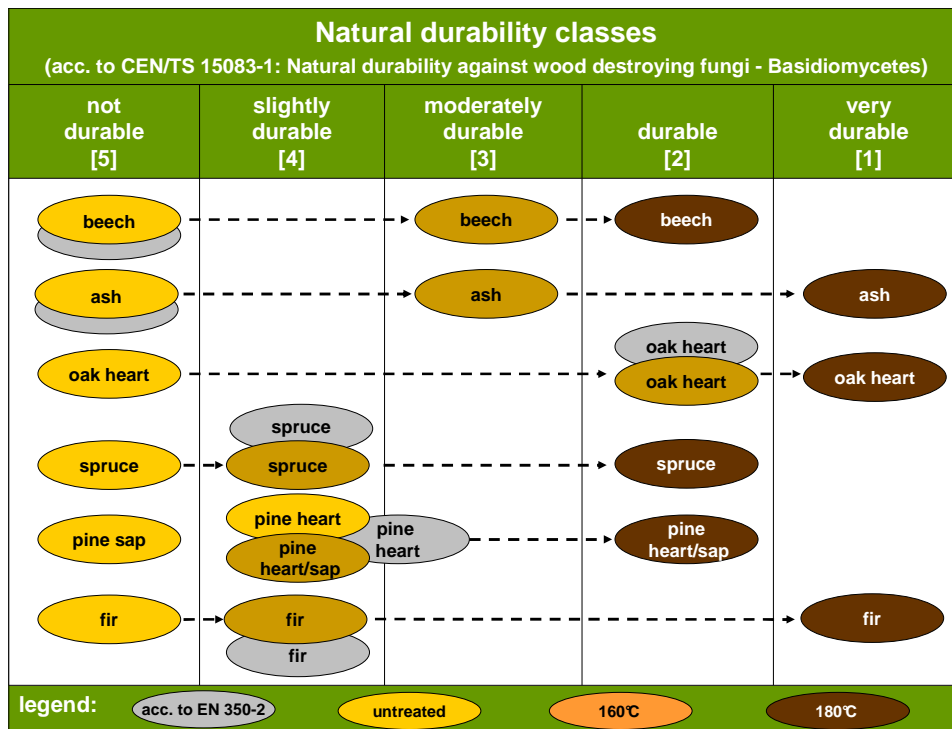 Natural durability classes
(acc. to CEN/TS 15083-1: Natural durability against wood destroying fungi - Basidiomycetes)
not
durable
[5]
slightly
durable
[4]
moderately
durable
[3]
durable
[2]
very
durable
[1]
beech
beech
beech
ash
ash
ash
oak heart
oak heart
oak heart
oak heart
spruce
spruce
spruce
spruce
pine sap
pine heart
pine
heart/sap
pine
heart
pine
heart/sap
fir
fir
fir
fir
legend:
acc. to EN 350-2
untreated
160℃
180℃